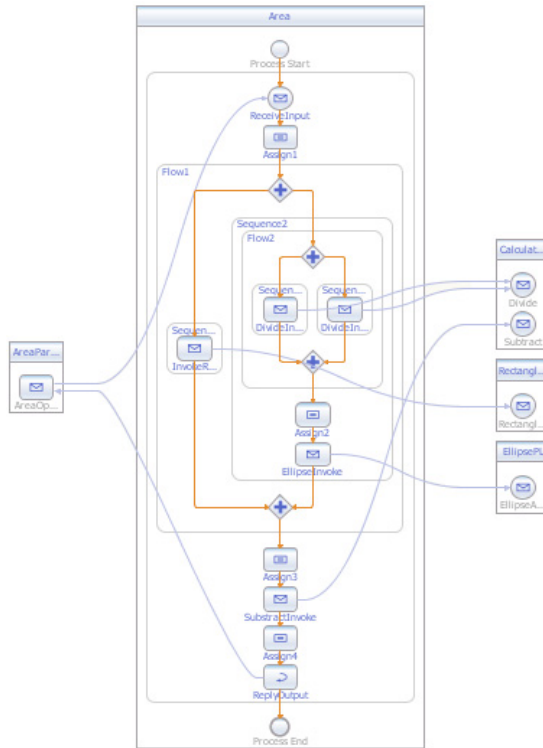 Area
Process Start
ReceiveInput
Assign1
Flow1
Sequence2
Flow2
Sequen...
Sequen...
DivideIn...
DivideIn...
Sequen...
InvokeR...
Assign2
EllipseInvoke
Assign3
SubstractInvoke
Assign4
ReplyOutput
Process End
AreaPar...
AreaOp...
Calculat...
Divide
Subtract
Rectangl...
Rectangl...
EllipsePL
EllipseA...